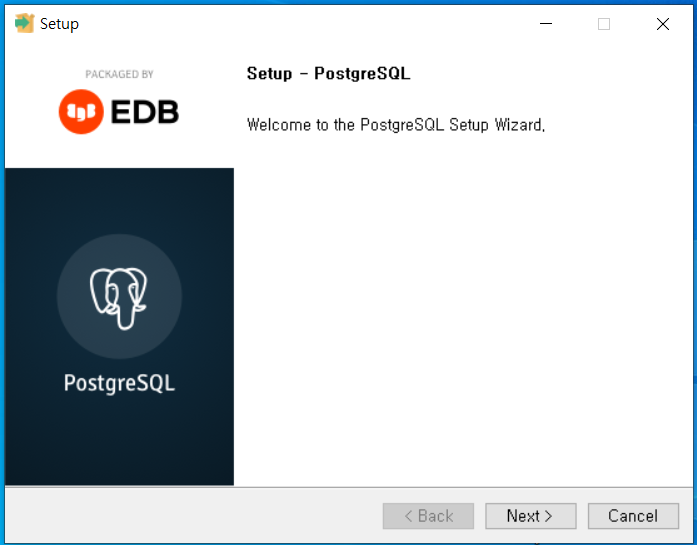 Setup
PACKAGED BY
EDB
PostgreSQL
Setup - PostgreSQL
Welcome to the PostgreSQL Setup Wizard.
< Back
Next >
Cancel